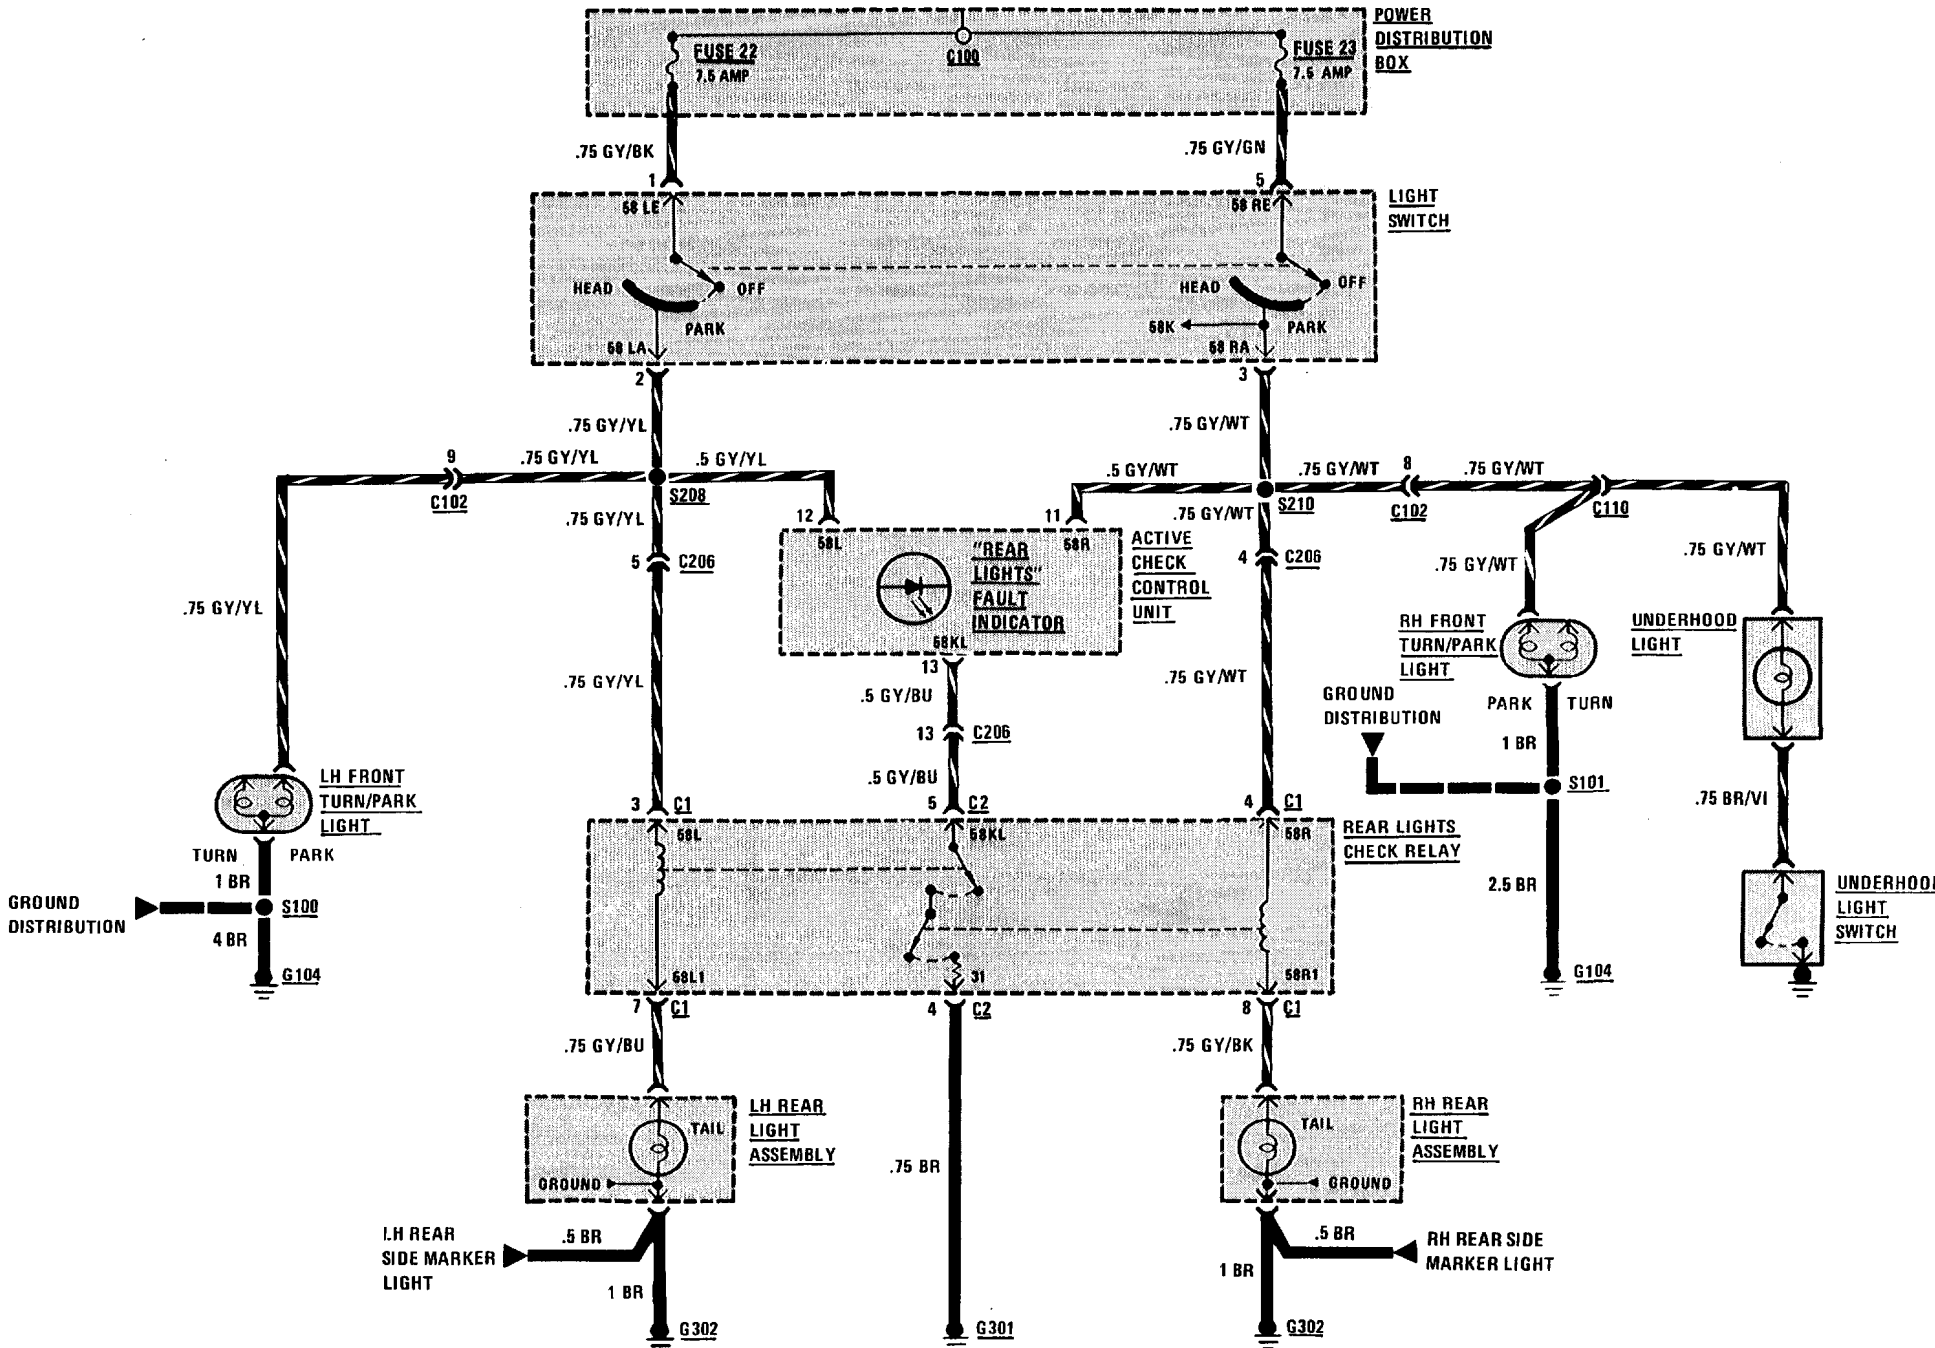 POWER
DISTRIBUTION
BOX
FUSE 22
7.5 AMP
C100
FUSE 23
7.5 AMP
.75 GY/BK
.75 GY/GN
1
5
58 LE
58 RE
LIGHT
SWITCH
HEAD
OFF
PARK
HEAD
OFF
58K
PARK
58 LA
58 RA
2
3
.75 GY/YL
.75 GY/WT
9
.75 GY/YL
.5 GY/YL
.5 GY/WT
.75 GY/WT
8
.75 GY/WT
C102
S208
S210
C102
C110
.75 GY/YL
12
11
.75 GY/WT
58L
"REAR
LIGHTS"
FAULT
INDICATOR
58R
ACTIVE
CHECK
CONTROL
UNIT
5
C206
4
C206
.75 GY/WT
.75 GY/WT
.75 GY/YL
58KL
13
RH FRONT
TURN/PARK
LIGHT
UNDERHOOD
LIGHT
.75 GY/YL
.5 GY/BU
.75 GY/WT
GROUND
DISTRIBUTION
PARK
TURN
13
C206
1 BR
.5 GY/BU
S101
LH FRONT
TURN/PARK
LIGHT
3
C1
5
C2
4
C1
.75 BR/VI
58L
58KL
58R
REAR LIGHTS
CHECK RELAY
TURN
PARK
1 BR
2.5 BR
GROUND
DISTRIBUTION
S100
4 BR
UNDERHOOD
LIGHT
SWITCH
G104
58L1
31
58R1
G104
7
C1
4
C2
8
C1
.75 GY/BU
.75 GY/BK
TAIL
LH REAR
LIGHT
ASSEMBLY
TAIL
RH REAR
LIGHT
ASSEMBLY
.75 BR
GROUND
GROUND
LH REAR
SIDE MARKER
LIGHT
.5 BR
.5 BR
RH REAR SIDE
MARKER LIGHT
1 BR
1 BR
G302
G301
G302